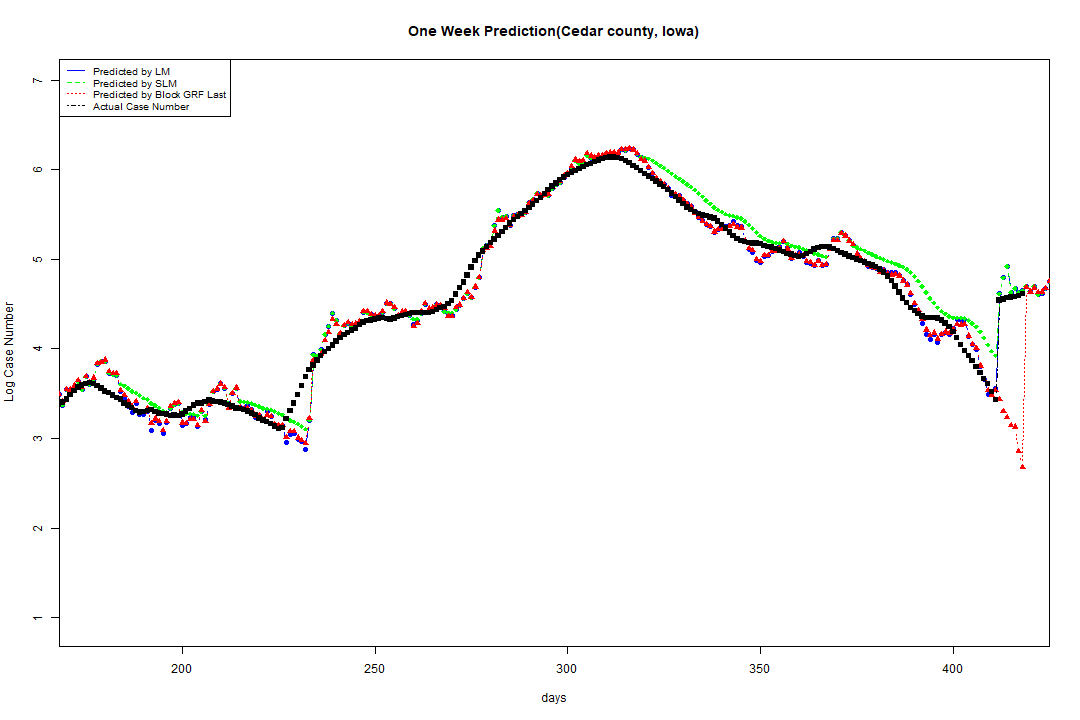 One Week Prediction(Cedar county, Iowa)
Predicted by LM
Predicted by SLM
Predicted by Block GRF Last
Actual Case Number
7
6
5
4
3
2
1
Log Case Number
200 250 300 350 400
days